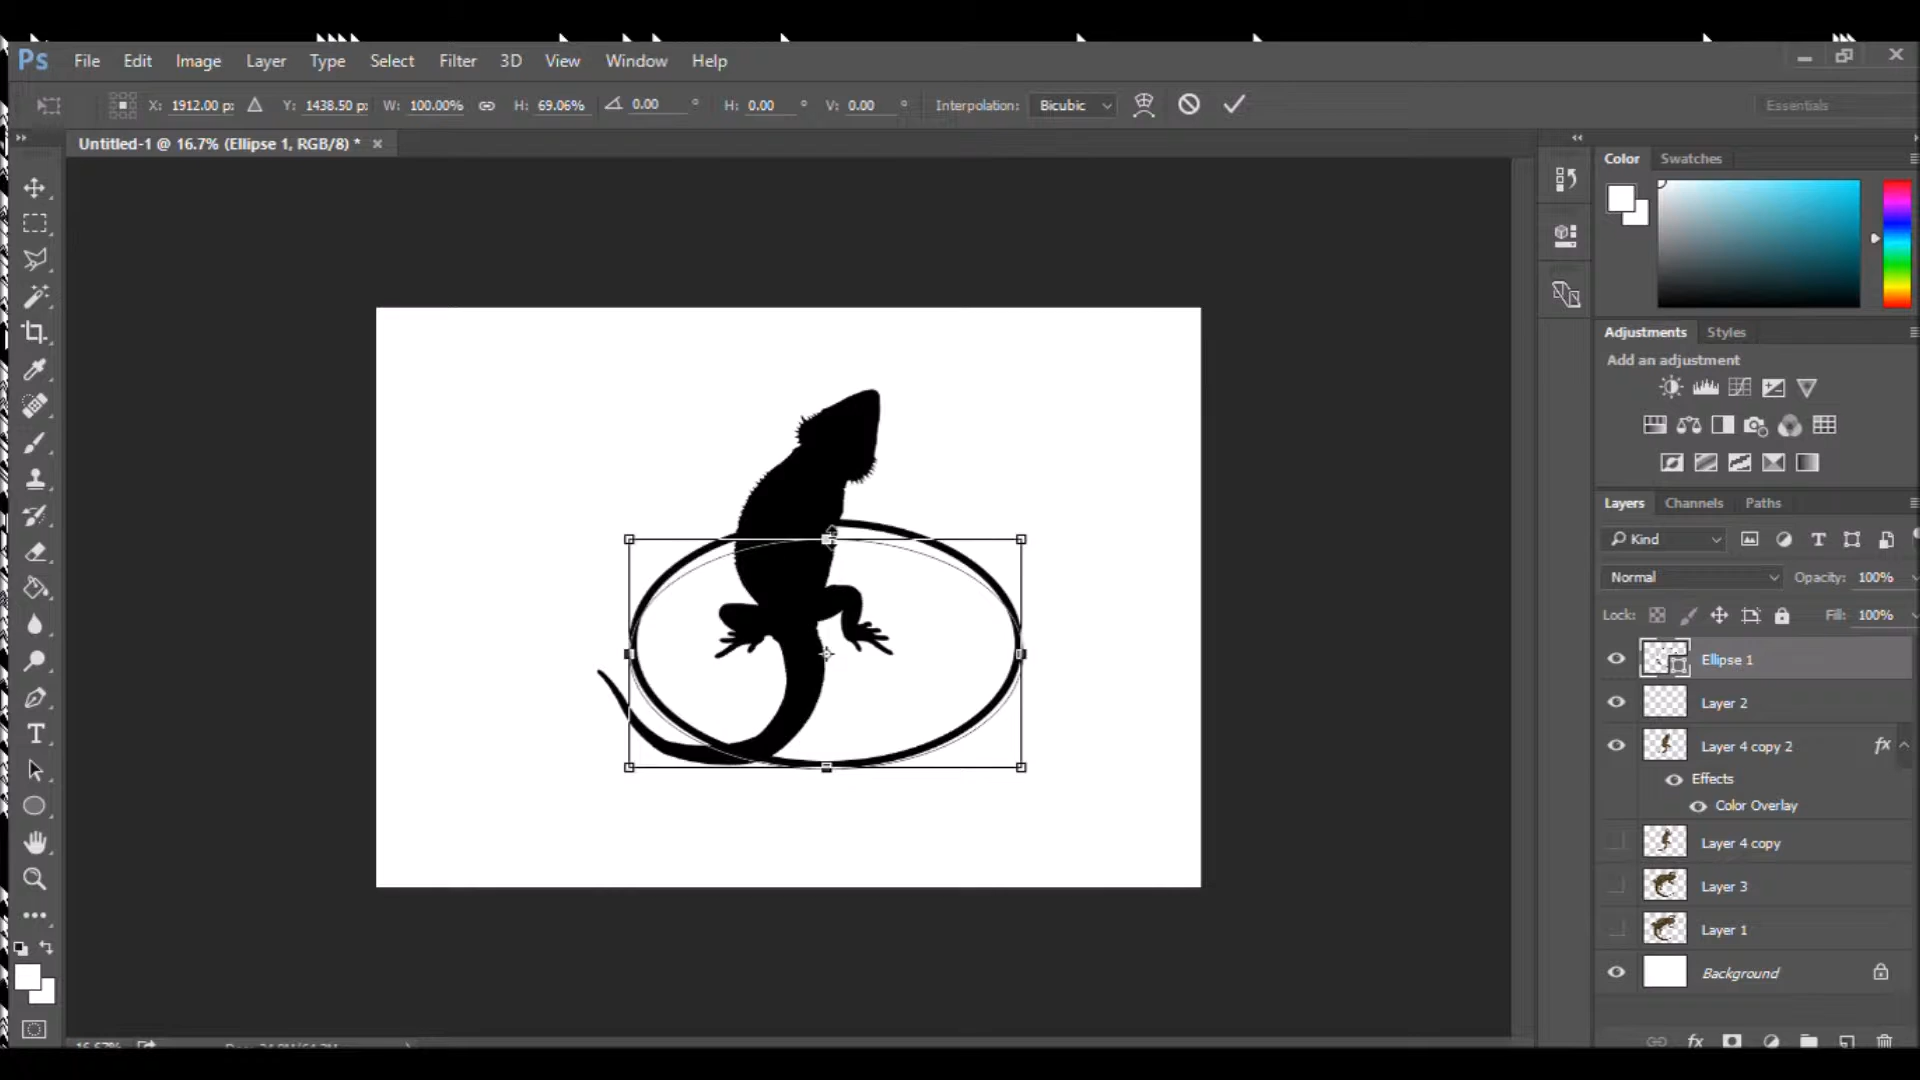 Ps File Edit Image Layer Type Select Filter 3D View Window Help
X: 1912.00 p: Y: 1438.50 p: W: 100.00% H: 69.06% 0.00 ° H: 0.00 ° V: 0.00 ° Interpolation: Bicubic Essentials
Untitled-1 @ 16.7% (Ellipse 1, RGB/8) *
Color Swatches
Adjustments Styles
Add an adjustment
Layers Channels Paths
Kind
Normal Opacity: 100%
Lock: Fill: 100%
Ellipse 1
Layer 2
Layer 4 copy 2 fx
Effects
Color Overlay
Layer 4 copy
Layer 3
Layer 1
Background
fx